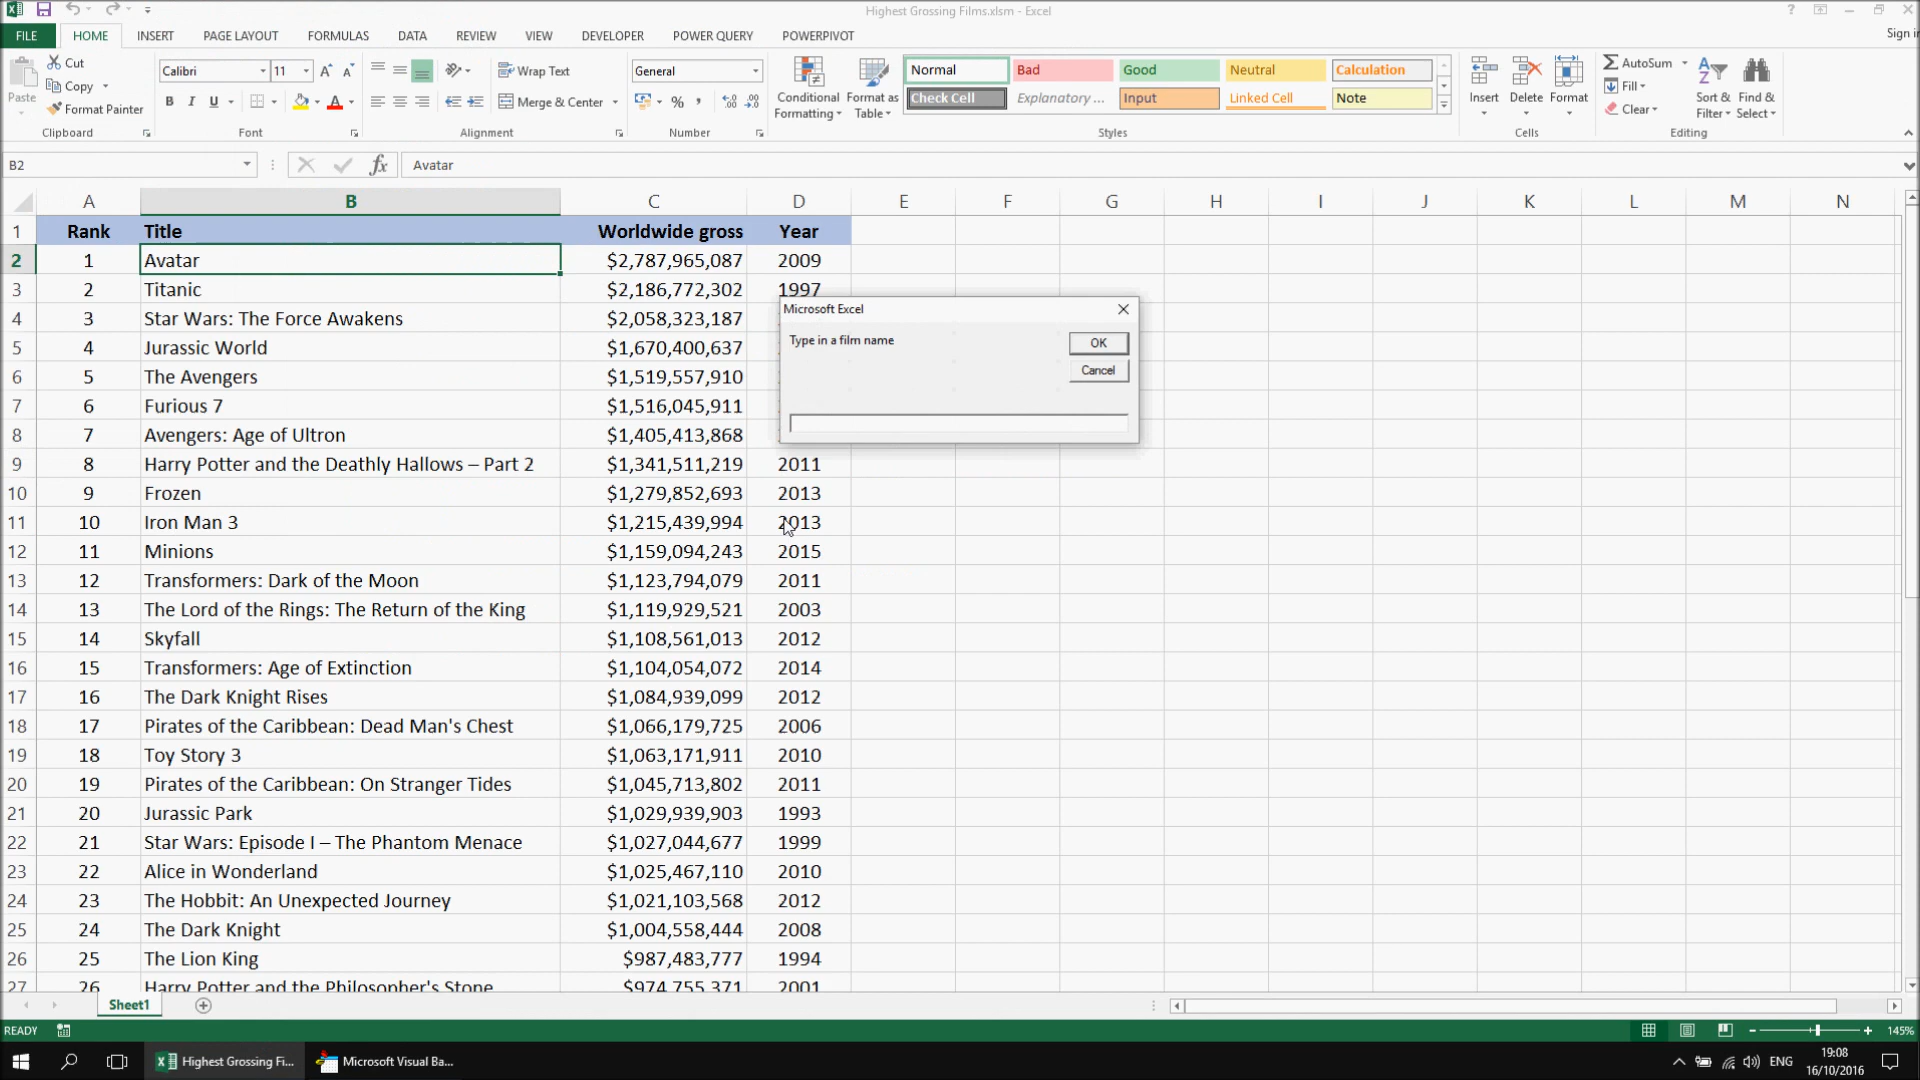 Highest Grossing Films.xlsm - Excel
FILE HOME INSERT PAGE LAYOUT FORMULAS DATA REVIEW VIEW DEVELOPER POWER QUERY POWERPIVOT Sign in
Paste Cut Copy Format Painter Clipboard
Calibri 11 B I U Font
Wrap Text Merge & Center Alignment
General % Number
Conditional Formatting Format as Table
Normal Bad Good Neutral Calculation
Check Cell Explanatory ... Input Linked Cell Note
Styles
Insert Delete Format Cells
AutoSum Fill Clear Sort & Filter Find & Select Editing
B2 fx Avatar
A B C D E F G H I J K L M N
1 Rank Title Worldwide gross Year
2 1 Avatar $2,787,965,087 2009
3 2 Titanic $2,186,772,302 1997
4 3 Star Wars: The Force Awakens $2,058,323,187
5 4 Jurassic World $1,670,400,637
6 5 The Avengers $1,519,557,910
7 6 Furious 7 $1,516,045,911
8 7 Avengers: Age of Ultron $1,405,413,868
9 8 Harry Potter and the Deathly Hallows – Part 2 $1,341,511,219 2011
10 9 Frozen $1,279,852,693 2013
11 10 Iron Man 3 $1,215,439,994 2013
12 11 Minions $1,159,094,243 2015
13 12 Transformers: Dark of the Moon $1,123,794,079 2011
14 13 The Lord of the Rings: The Return of the King $1,119,929,521 2003
15 14 Skyfall $1,108,561,013 2012
16 15 Transformers: Age of Extinction $1,104,054,072 2014
17 16 The Dark Knight Rises $1,084,939,099 2012
18 17 Pirates of the Caribbean: Dead Man's Chest $1,066,179,725 2006
19 18 Toy Story 3 $1,063,171,911 2010
20 19 Pirates of the Caribbean: On Stranger Tides $1,045,713,802 2011
21 20 Jurassic Park $1,029,939,903 1993
22 21 Star Wars: Episode I – The Phantom Menace $1,027,044,677 1999
23 22 Alice in Wonderland $1,025,467,110 2010
24 23 The Hobbit: An Unexpected Journey $1,021,103,568 2012
25 24 The Dark Knight $1,004,558,444 2008
26 25 The Lion King $987,483,777 1994
27 26 Harry Potter and the Philosopher's Stone $974,755,371 2001
Microsoft Excel
Type in a film name
OK
Cancel
Sheet1
READY 145%
Highest Grossing Fi... Microsoft Visual Ba... ENG 19:08
16/10/2016